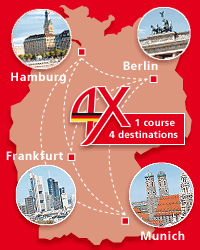 Berlin
Hamburg
4X
1 course
4 destinations
Frankfurt
Munich